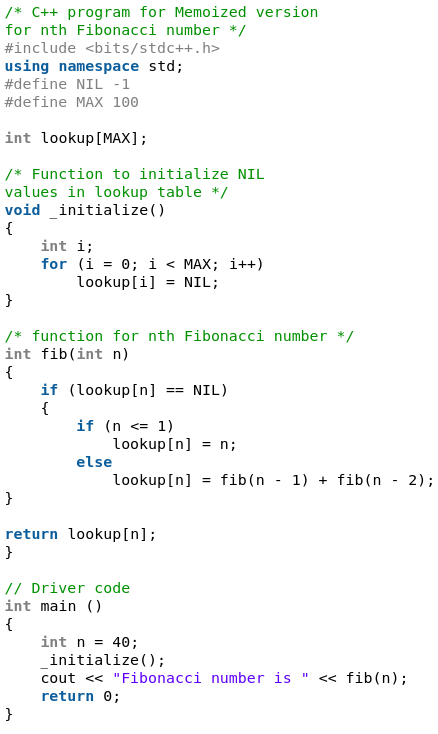 /* C++ program for Memoized version
for nth Fibonacci number */
#include <bits/stdc++.h>
using namespace std;
#define NIL -1
#define MAX 100

int lookup[MAX];

/* Function to initialize NIL
values in lookup table */
void _initialize()
{
    int i;
    for (i = 0; i < MAX; i++)
        lookup[i] = NIL;
}

/* function for nth Fibonacci number */
int fib(int n)
{
    if (lookup[n] == NIL)
    {
        if (n <= 1)
            lookup[n] = n;
        else
            lookup[n] = fib(n - 1) + fib(n - 2);
}

return lookup[n];
}

// Driver code
int main ()
{
    int n = 40;
    _initialize();
    cout << "Fibonacci number is " << fib(n);
    return 0;
}